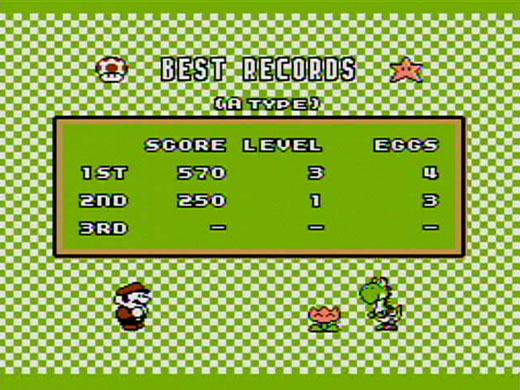 BEST RECORDS
(A TYPE)
SCORE LEVEL EGGS
1ST 570 3 4
2ND 250 1 3
3RD - - -